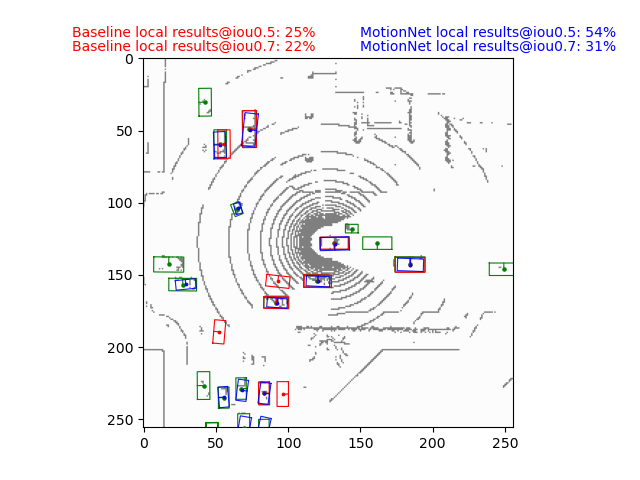 Baseline local results@iou0.5: 25% MotionNet local results@iou0.5: 54%
Baseline local results@iou0.7: 22% MotionNet local results@iou0.7: 31%
0
50
100
150
200
250
0 50 100 150 200 250